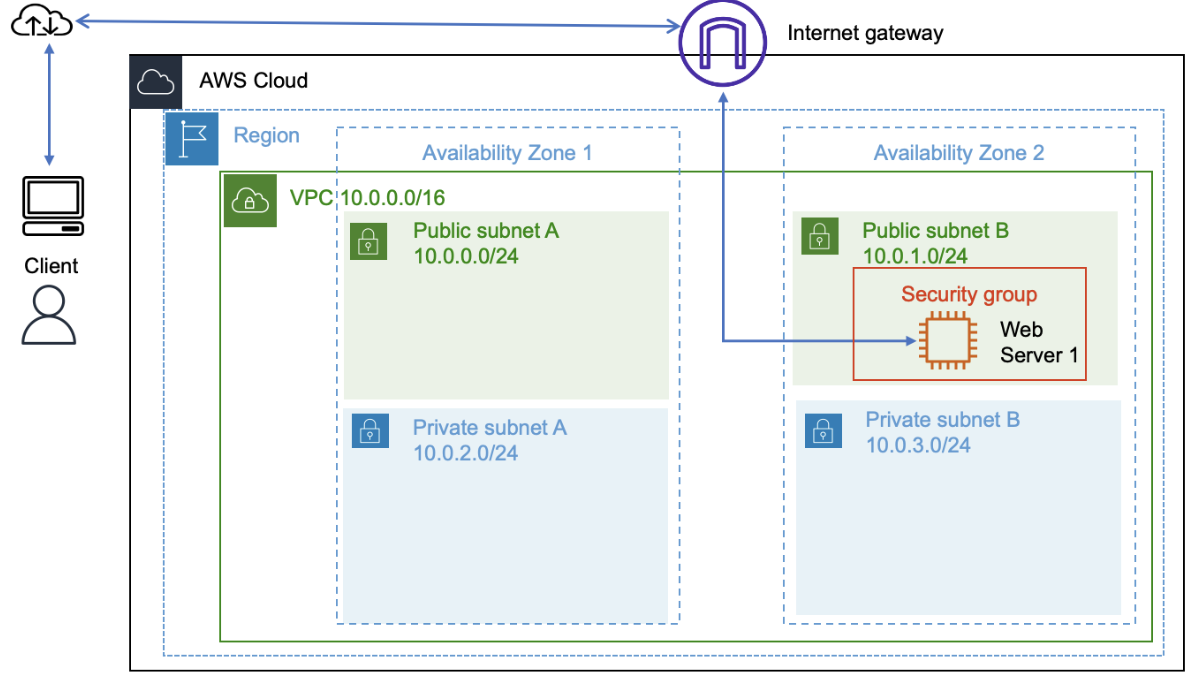 Internet gateway
AWS Cloud
Region
Availability Zone 1
Availability Zone 2
VPC 10.0.0.0/16
Public subnet A
10.0.0.0/24
Public subnet B
10.0.1.0/24
Security group
Web
Server 1
Client
Private subnet A
10.0.2.0/24
Private subnet B
10.0.3.0/24